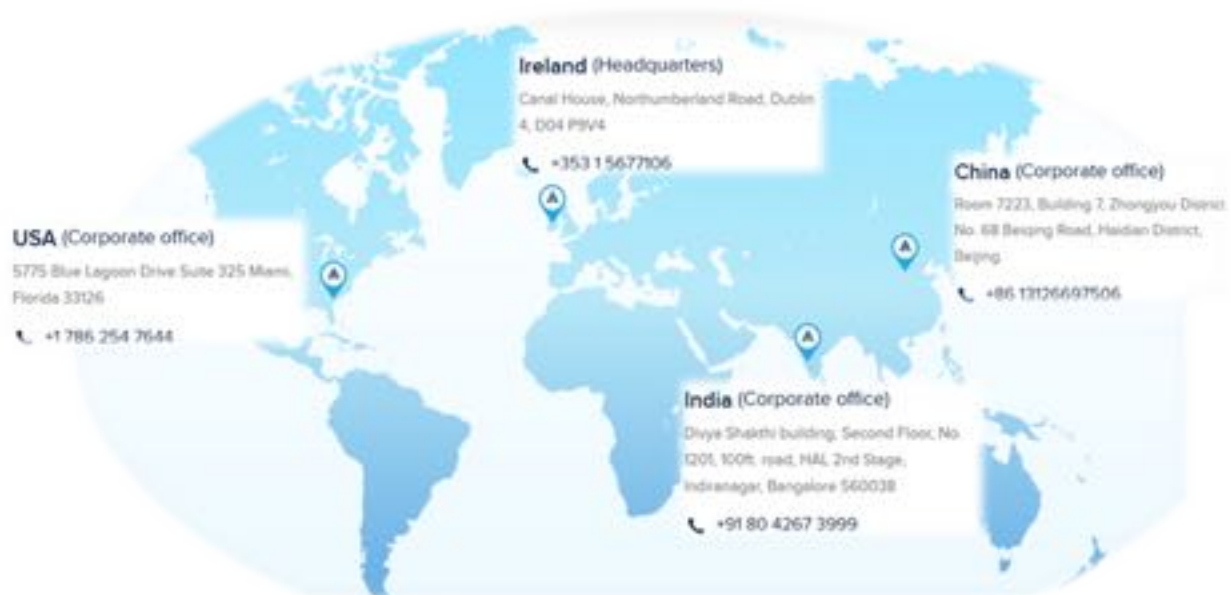 Ireland (Headquarters)
Canal House, Northumberland Road, Dublin
4, D04 P9V4
+353 1 5677106
China (Corporate office)
Room 7223, Building 7, Zhongyou District
No. 68 Beiqing Road, Haidian District,
Beijing
+86 13126697506
USA (Corporate office)
5775 Blue Lagoon Drive Suite 325 Miami,
Florida 33126
+1 786 254 7644
India (Corporate office)
Divya Shakthi building, Second Floor, No.
1201, 100ft. road, HAL 2nd Stage,
Indiranagar, Bangalore 560038
+91 80 4267 3999